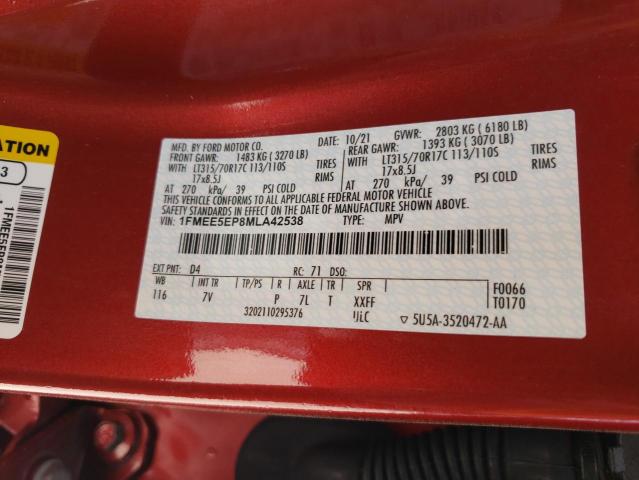 MFD. BY FORD MOTOR CO. DATE: 10/21 GVWR: 2803 KG ( 6180 LB)
FRONT GAWR: 1483 KG ( 3270 LB) REAR GAWR: 1393 KG ( 3070 LB)
LT315/70R17C 113/110S TIRES LT315/70R17C 113/110S TIRES
17x8.5J RIMS 17x8.5J RIMS
AT 270 kPa/ 39 PSI COLD AT 270 kPa/ 39 PSI COLD
THIS VEHICLE CONFORMS TO ALL APPLICABLE FEDERAL MOTOR VEHICLE
SAFETY STANDARDS IN EFFECT ON THE DATE OF MANUFACTURE SHOWN ABOVE.
VIN: 1FMEE5EP8MLA42538 TYPE: MPV
EXT PNT: D4 RC: 71 DSO:
WB INT TR TP/PS R AXLE TR SPR F0066
116 7V P 7L T XXFF T0170
3202110295376 IJLC ▽ 5U5A-3520472-AA
ATION
3